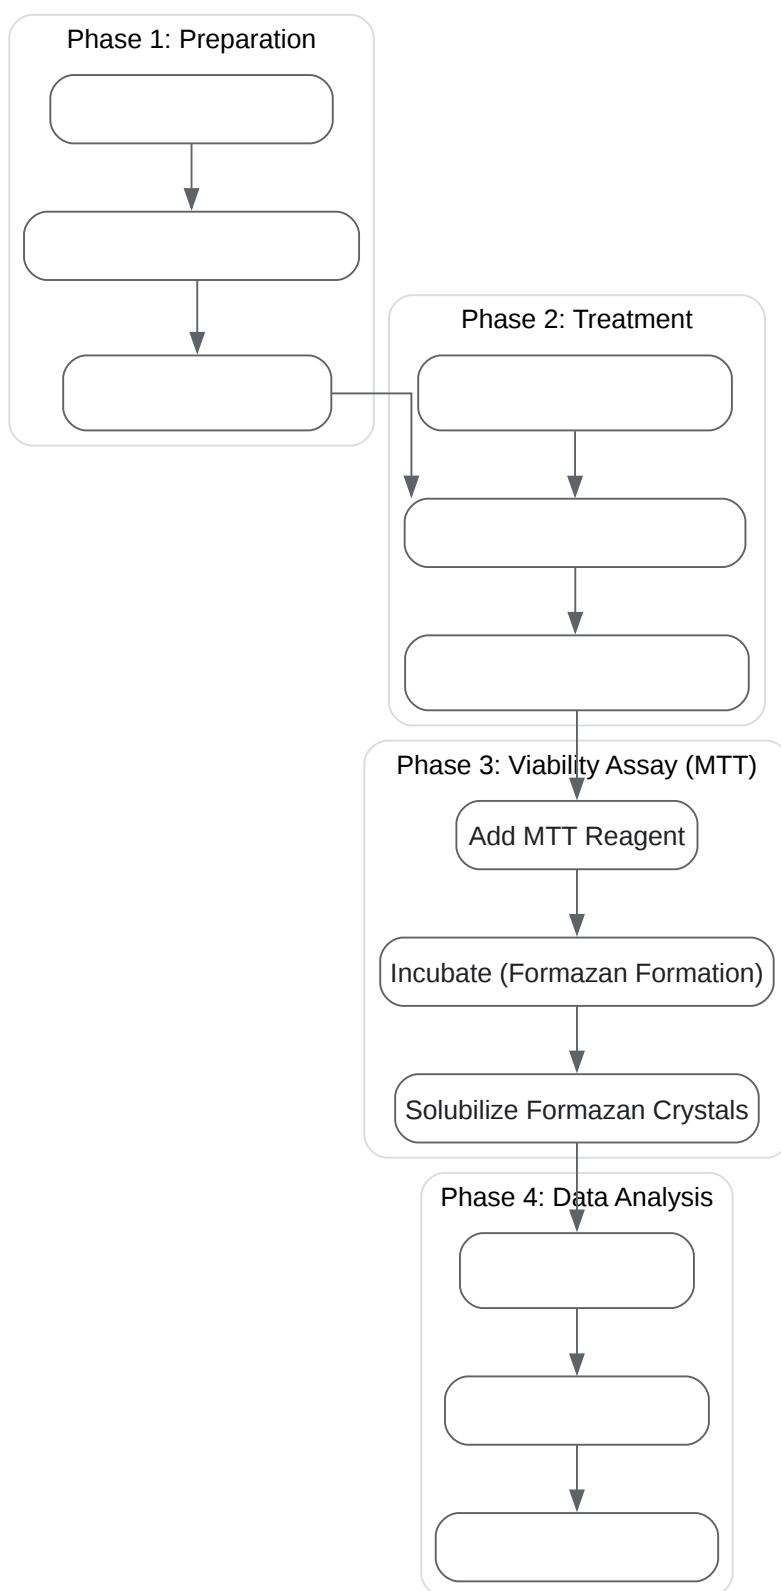 Phase 1: Preparation
Phase 2: Treatment
Phase 3: Viability Assay (MTT)
Add MTT Reagent
Incubate (Formazan Formation)
Solubilize Formazan Crystals
Phase 4: Data Analysis